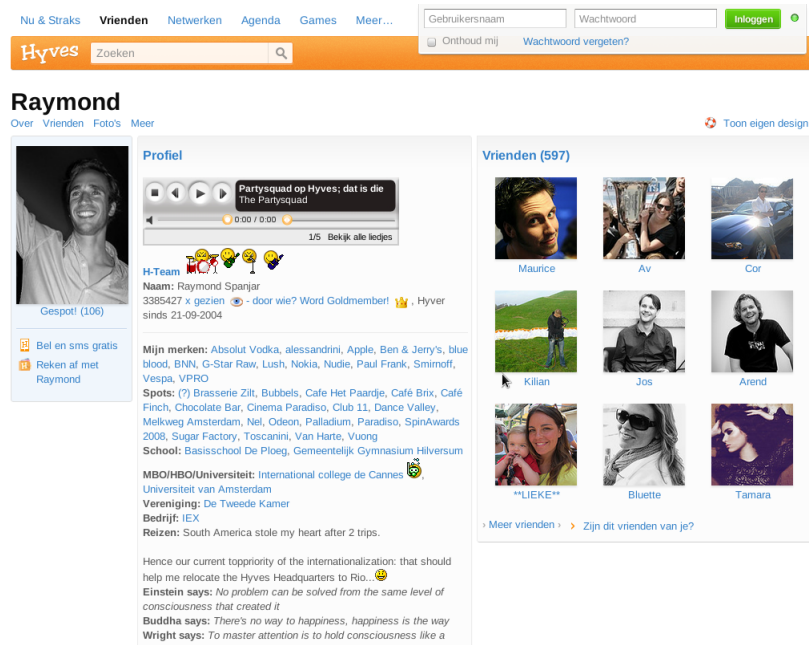 Nu & Straks Vrienden Netwerken Agenda Games Meer…
Gebruikersnaam Wachtwoord Inloggen
Onthoud mij Wachtwoord vergeten?
Hyves Zoeken
Raymond
Over Vrienden Foto's Meer
Toon eigen design
Gespot! (106)
Bel en sms gratis
Reken af met
Raymond
Profiel
Partysquad op Hyves; dat is die
The Partysquad
0:00 / 0:00
1/5 Bekijk alle liedjes
H-Team
Naam: Raymond Spanjar
3385427 x gezien - door wie? Word Goldmember! , Hyver
sinds 21-09-2004
Mijn merken: Absolut Vodka, alessandrini, Apple, Ben & Jerry's, blue
blood, BNN, G-Star Raw, Lush, Nokia, Nudie, Paul Frank, Smirnoff,
Vespa, VPRO
Spots: (?) Brasserie Zilt, Bubbels, Cafe Het Paardje, Café Brix, Café
Finch, Chocolate Bar, Cinema Paradiso, Club 11, Dance Valley,
Melkweg Amsterdam, Nel, Odeon, Palladium, Paradiso, SpinAwards
2008, Sugar Factory, Toscanini, Van Harte, Vuong
School: Basisschool De Ploeg, Gemeentelijk Gymnasium Hilversum
MBO/HBO/Universiteit: International college de Cannes ,
Universiteit van Amsterdam
Vereniging: De Tweede Kamer
Bedrijf: IEX
Reizen: South America stole my heart after 2 trips.
Hence our current toppriority of the internationalization: that should
help me relocate the Hyves Headquarters to Rio...
Einstein says: No problem can be solved from the same level of
consciousness that created it
Buddha says: There's no way to happiness, happiness is the way
Wright says: To master attention is to hold consciousness like a
Vrienden (597)
Maurice Av Cor
Kilian Jos Arend
**LIEKE** Bluette Tamara
› Meer vrienden › › Zijn dit vrienden van je?